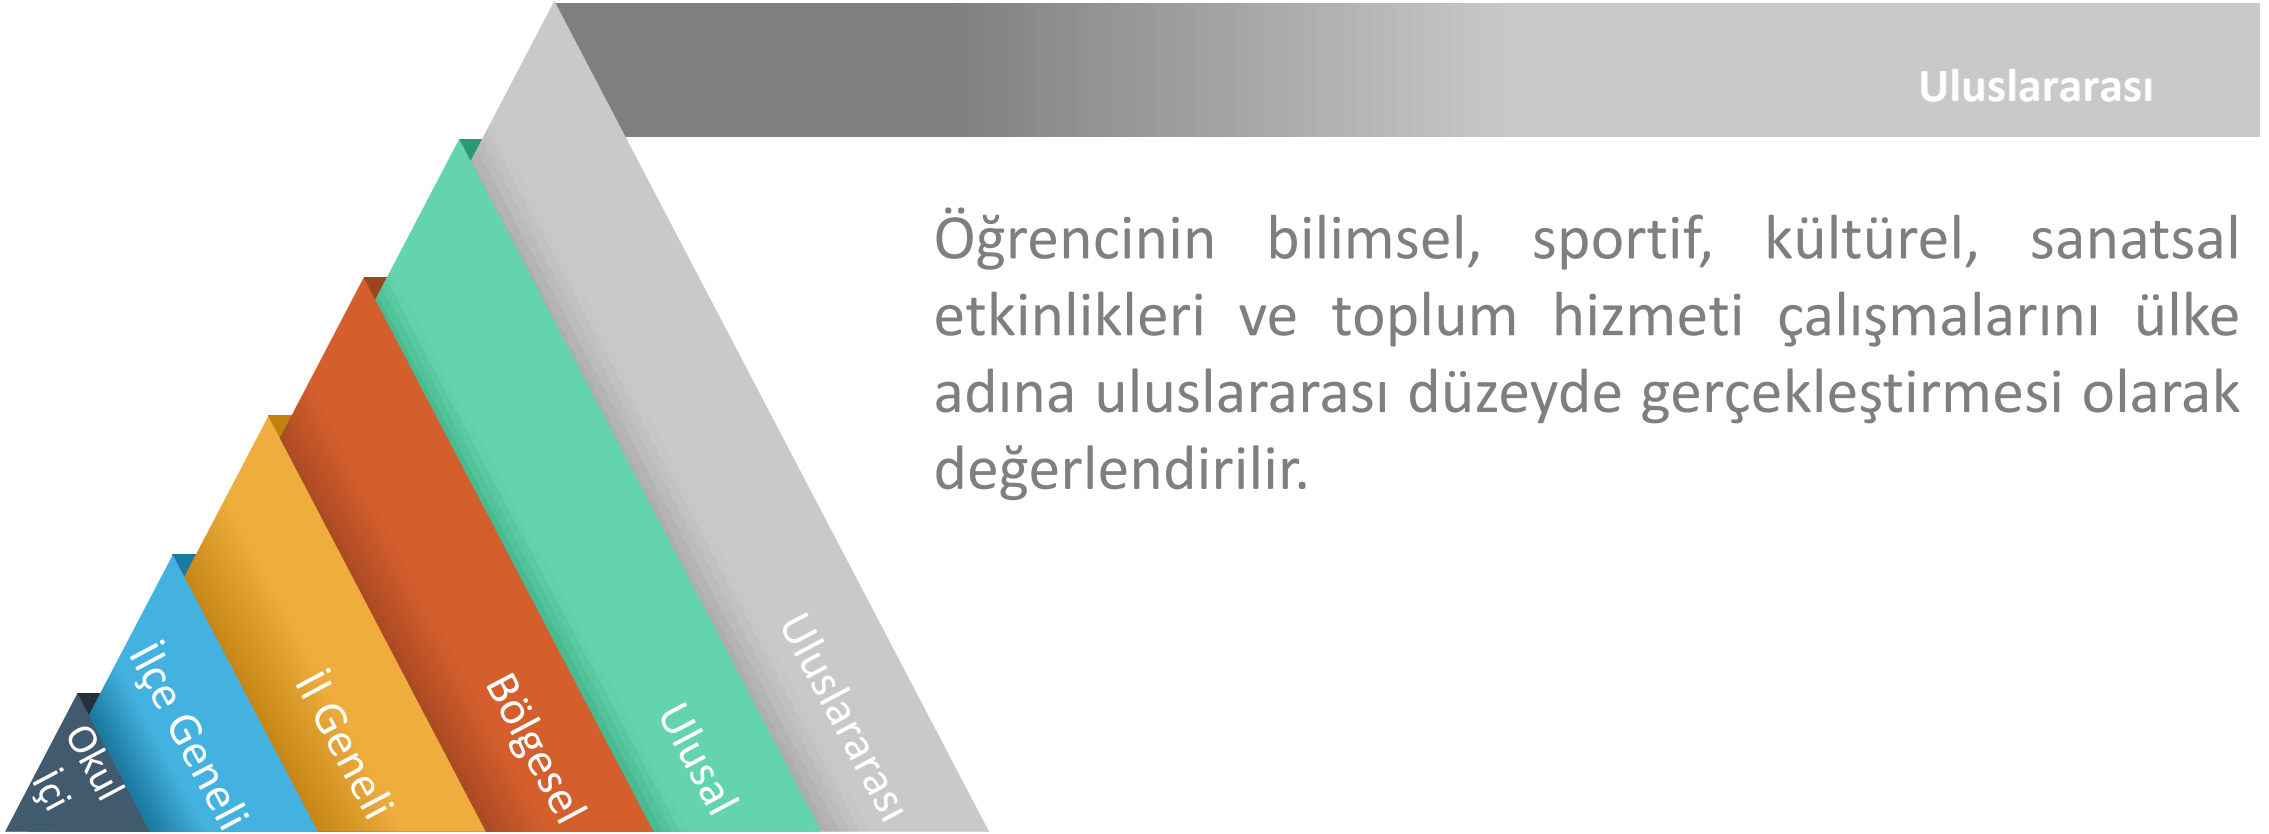 Uluslararası
Öğrencinin bilimsel, sportif, kültürel, sanatsal
etkinlikleri ve toplum hizmeti çalışmalarını ülke
adına uluslararası düzeyde gerçekleştirmesi olarak
değerlendirilir.
Okul
İçi
İlçe Geneli
İl Geneli
Bölgesel
Ulusal
Uluslararası